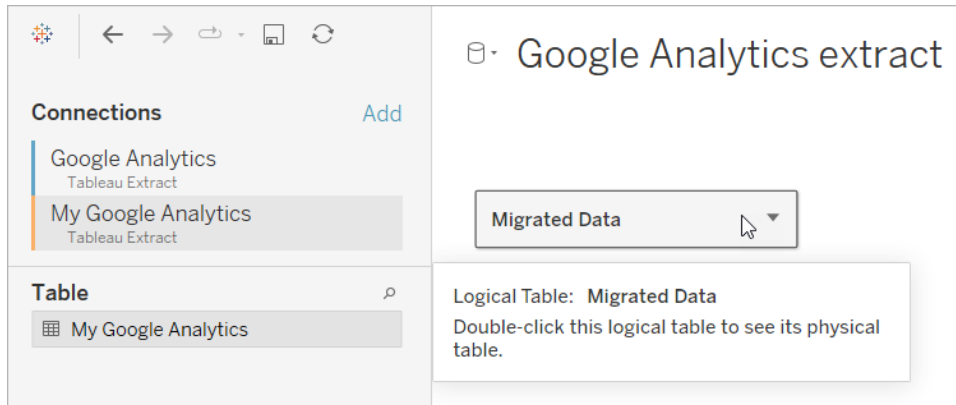 Google Analytics extract
Connections
Add
Google Analytics
Tableau Extract
My Google Analytics
Tableau Extract
Migrated Data
Table
My Google Analytics
Logical Table: Migrated Data
Double-click this logical table to see its physical
table.